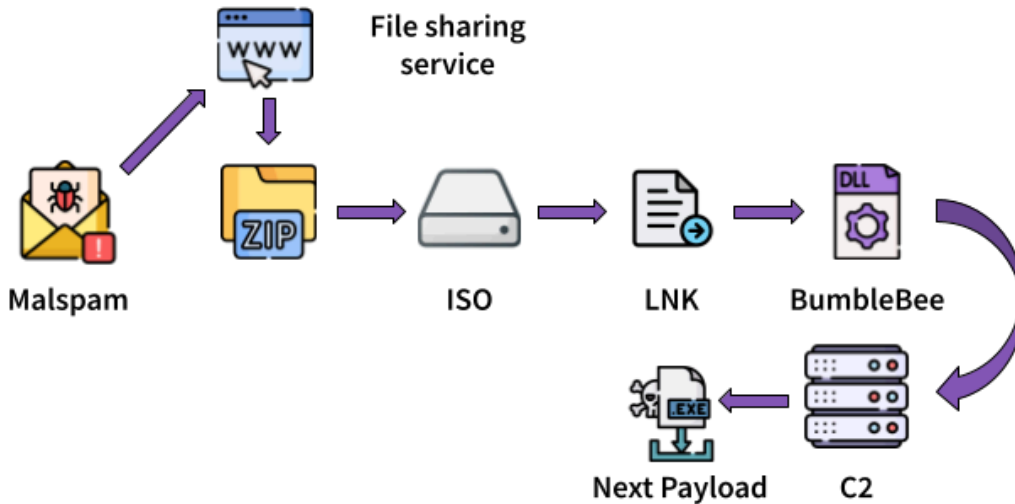 WWW
File sharing
service
ZIP
DLL
!
Malspam
ISO
LNK
BumbleBee
.EXE
Next Payload
C2